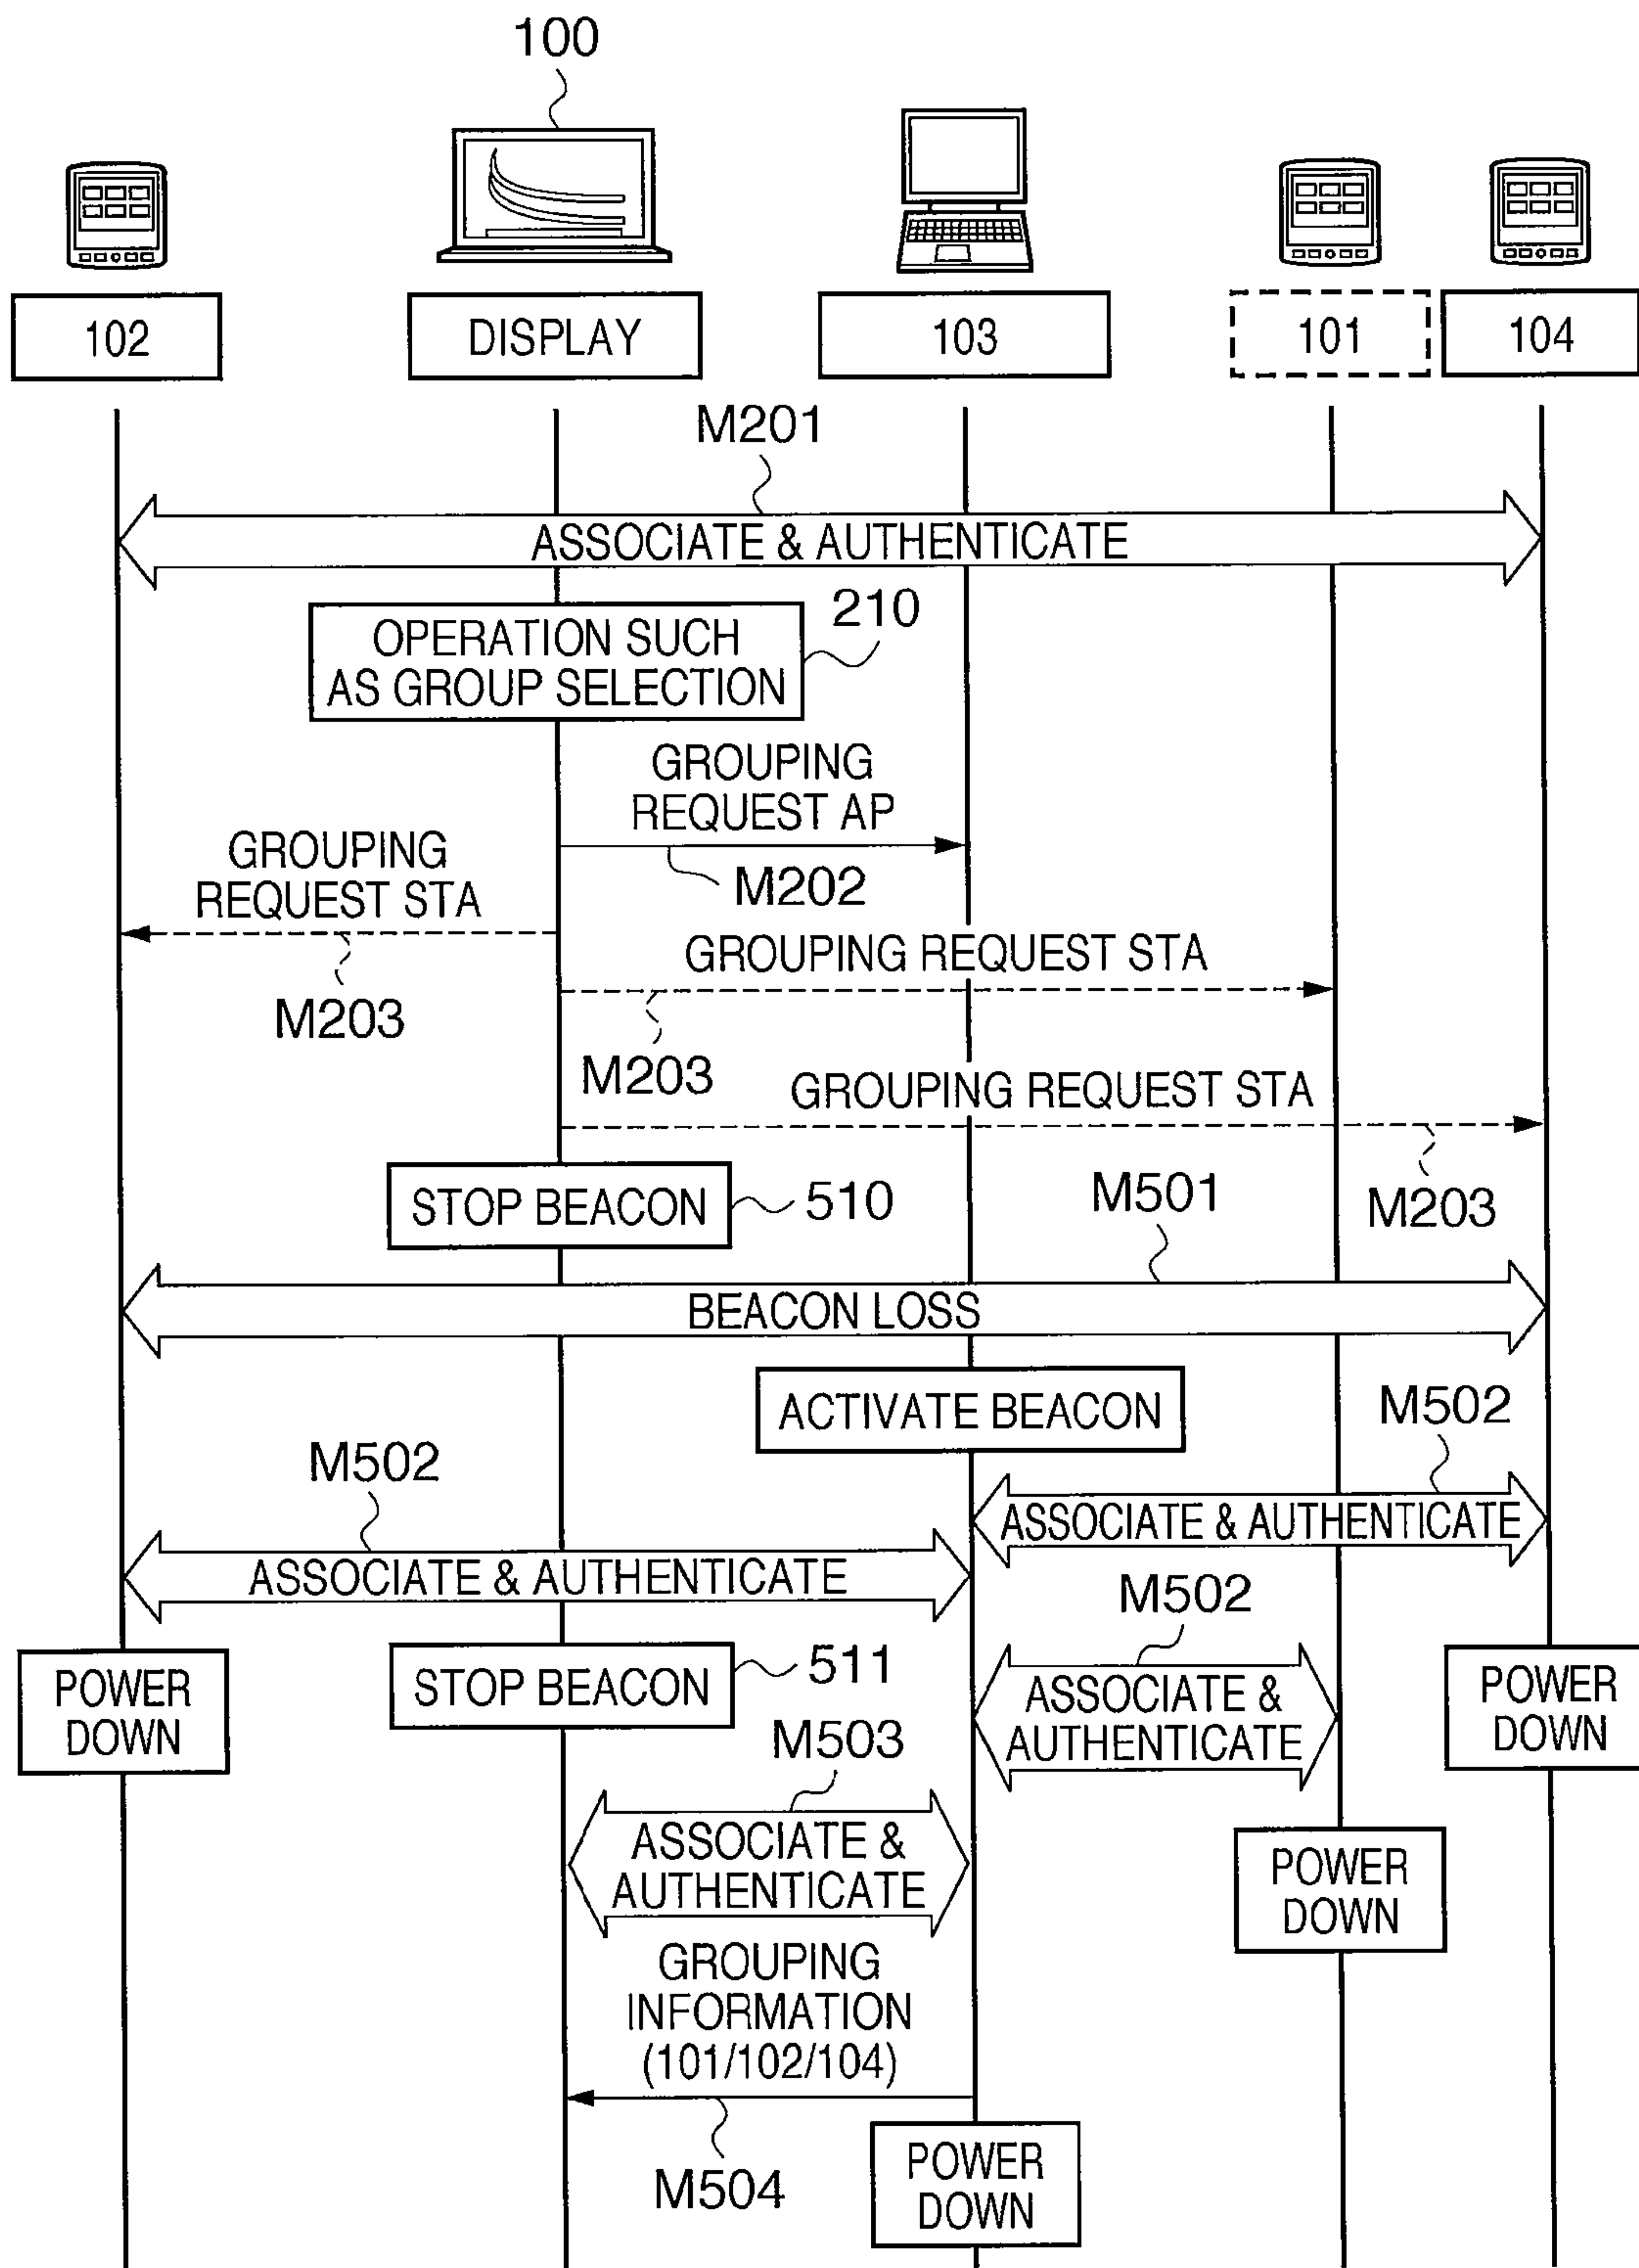 100
102
DISPLAY
103
101
104
M201
ASSOCIATE & AUTHENTICATE
OPERATION SUCH
AS GROUP SELECTION
210
GROUPING
REQUEST AP
M202
GROUPING
REQUEST STA
M203
GROUPING REQUEST STA
M203
GROUPING REQUEST STA
M203
STOP BEACON
510
M501
BEACON LOSS
ACTIVATE BEACON
M502
ASSOCIATE & AUTHENTICATE
M502
ASSOCIATE & AUTHENTICATE
M502
ASSOCIATE &
AUTHENTICATE
POWER
DOWN
STOP BEACON
511
POWER
DOWN
M503
ASSOCIATE &
AUTHENTICATE
POWER
DOWN
GROUPING
INFORMATION
(101/102/104)
M504
POWER
DOWN